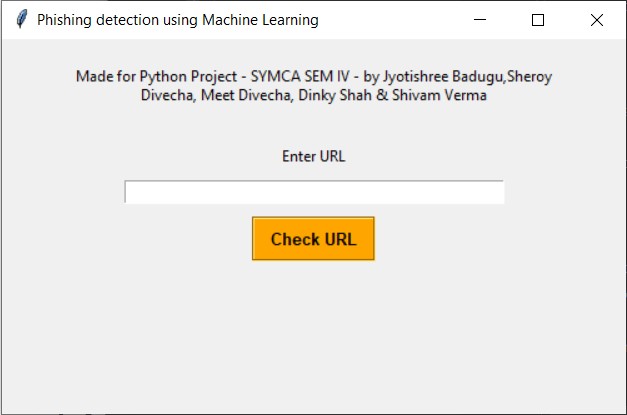 Phishing detection using Machine Learning
Made for Python Project - SYMCA SEM IV - by Jyotishree Badugu,Sheroy
Divecha, Meet Divecha, Dinky Shah & Shivam Verma
Enter URL
Check URL